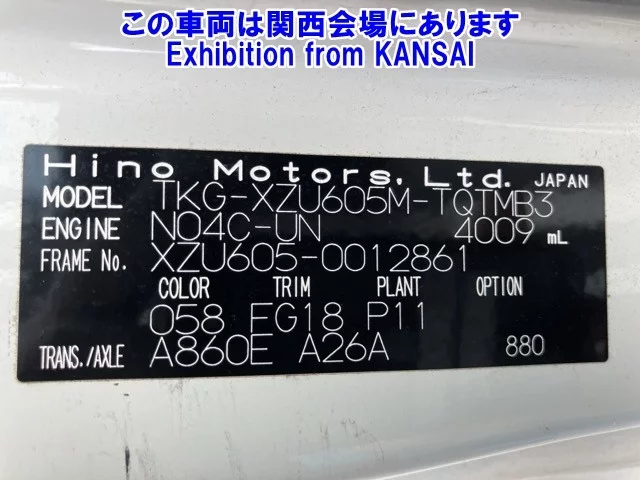 この車両は関西会場にあります
Exhibition from KANSAI
Hino Motors, Ltd. JAPAN
MODEL TKG-XZU605M-TQTMB3
ENGINE N04C-UN 4009 mL
FRAME No. XZU605-0012861
COLOR TRIM PLANT OPTION
058 FG18 P11
TRANS./AXLE A860E A26A 880